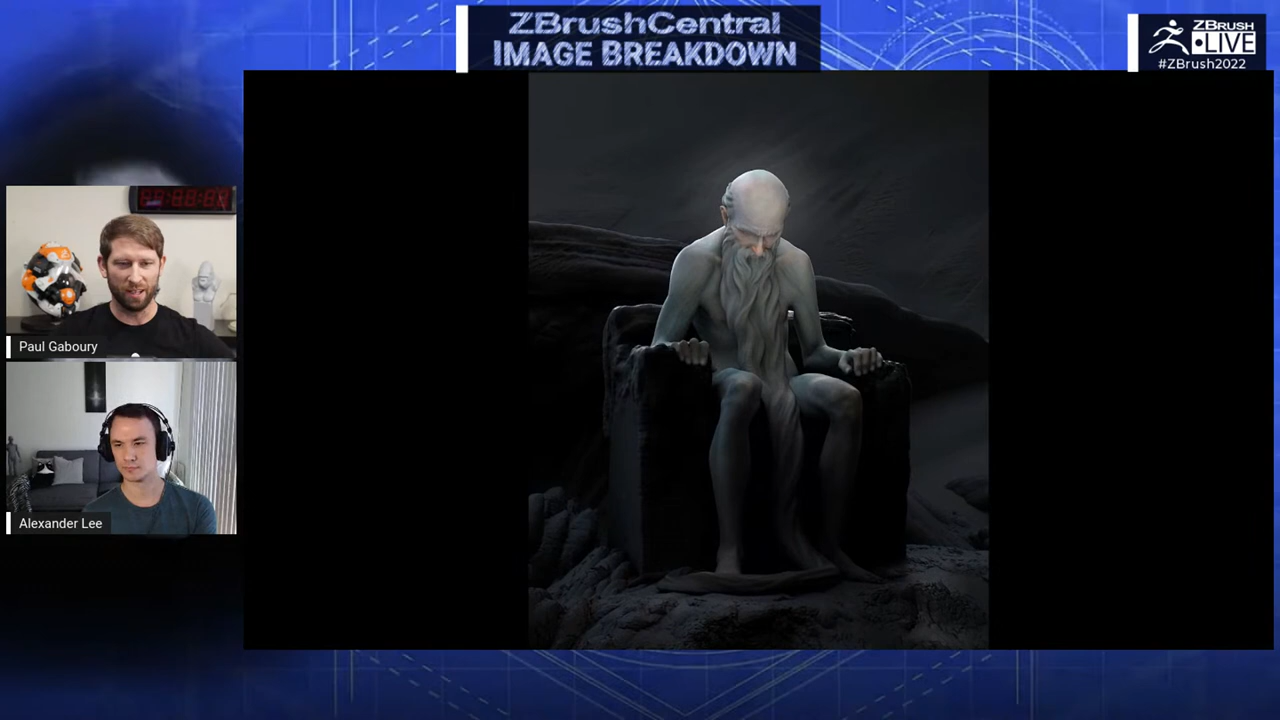 ZBrushCentral
IMAGE BREAKDOWN
ZBRUSH
LIVE
#ZBrush2022
Paul Gaboury
Alexander Lee